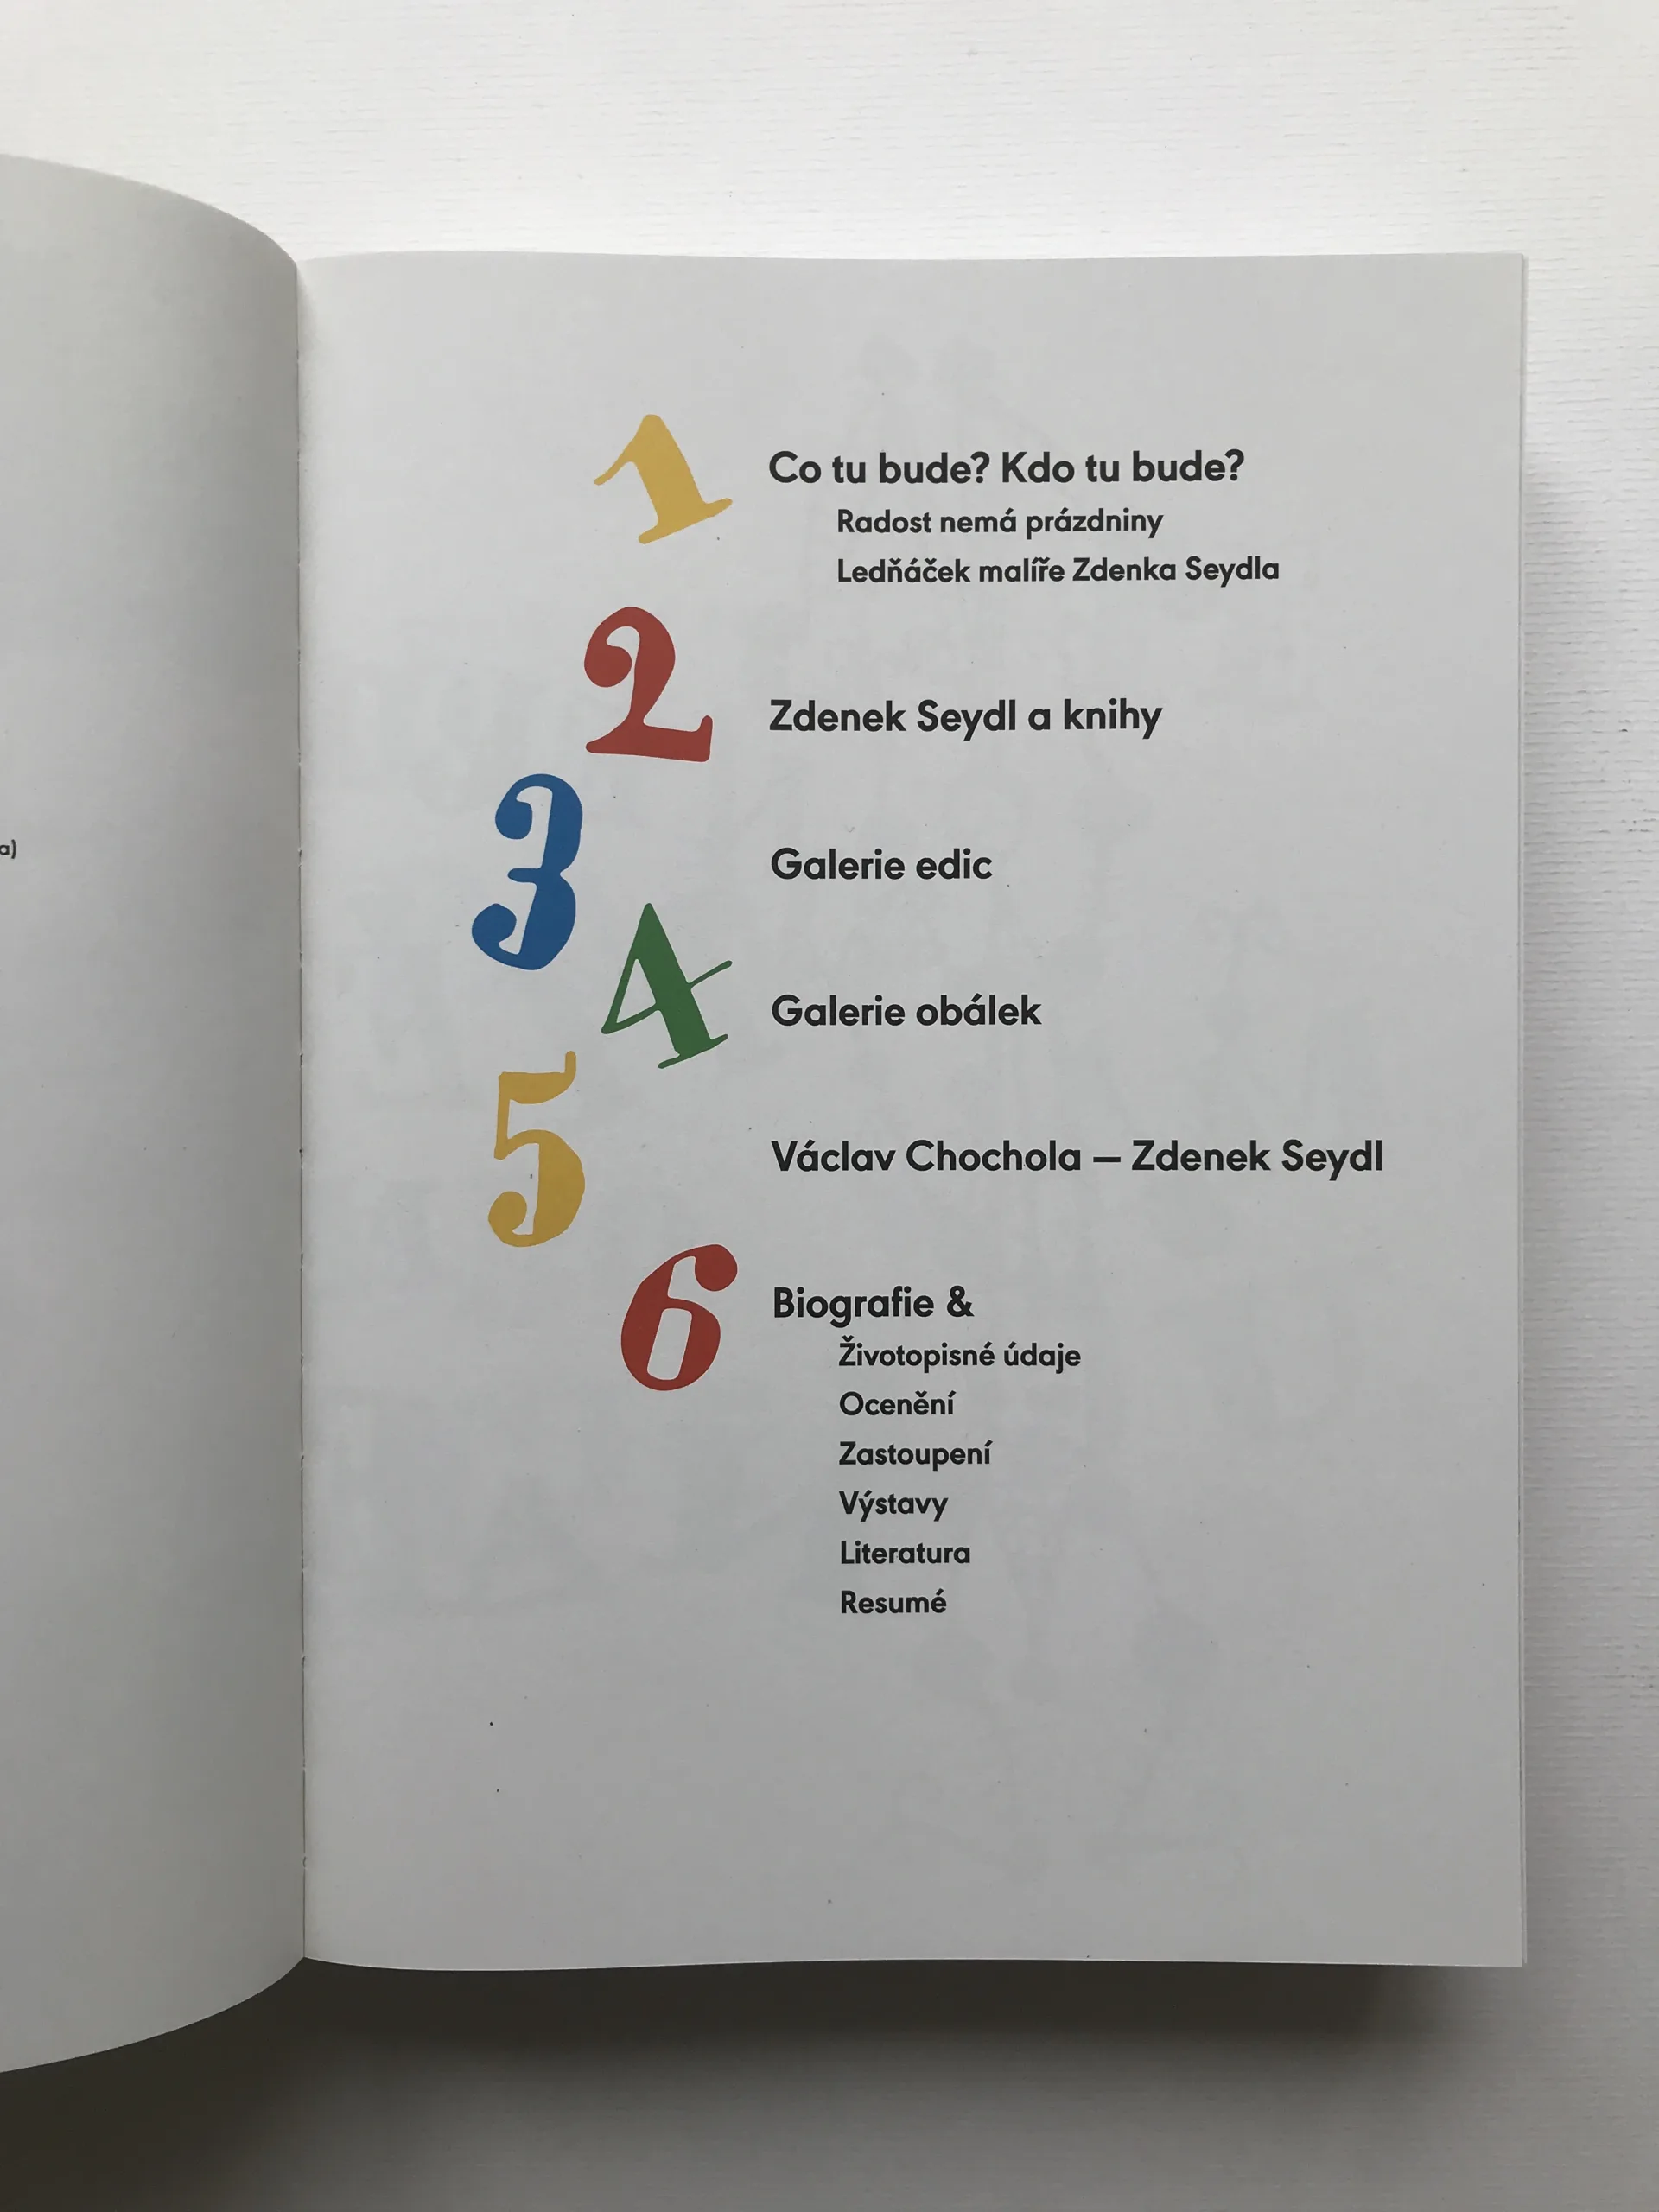 a)
1 Co tu bude? Kdo tu bude?
Radost nemá prázdniny
Ledňáček malíře Zdenka Seydla
2 Zdenek Seydl a knihy
3 Galerie edic
4 Galerie obálek
5 Václav Chochola — Zdenek Seydl
6 Biografie &
Životopisné údaje
Ocenění
Zastoupení
Výstavy
Literatura
Resumé